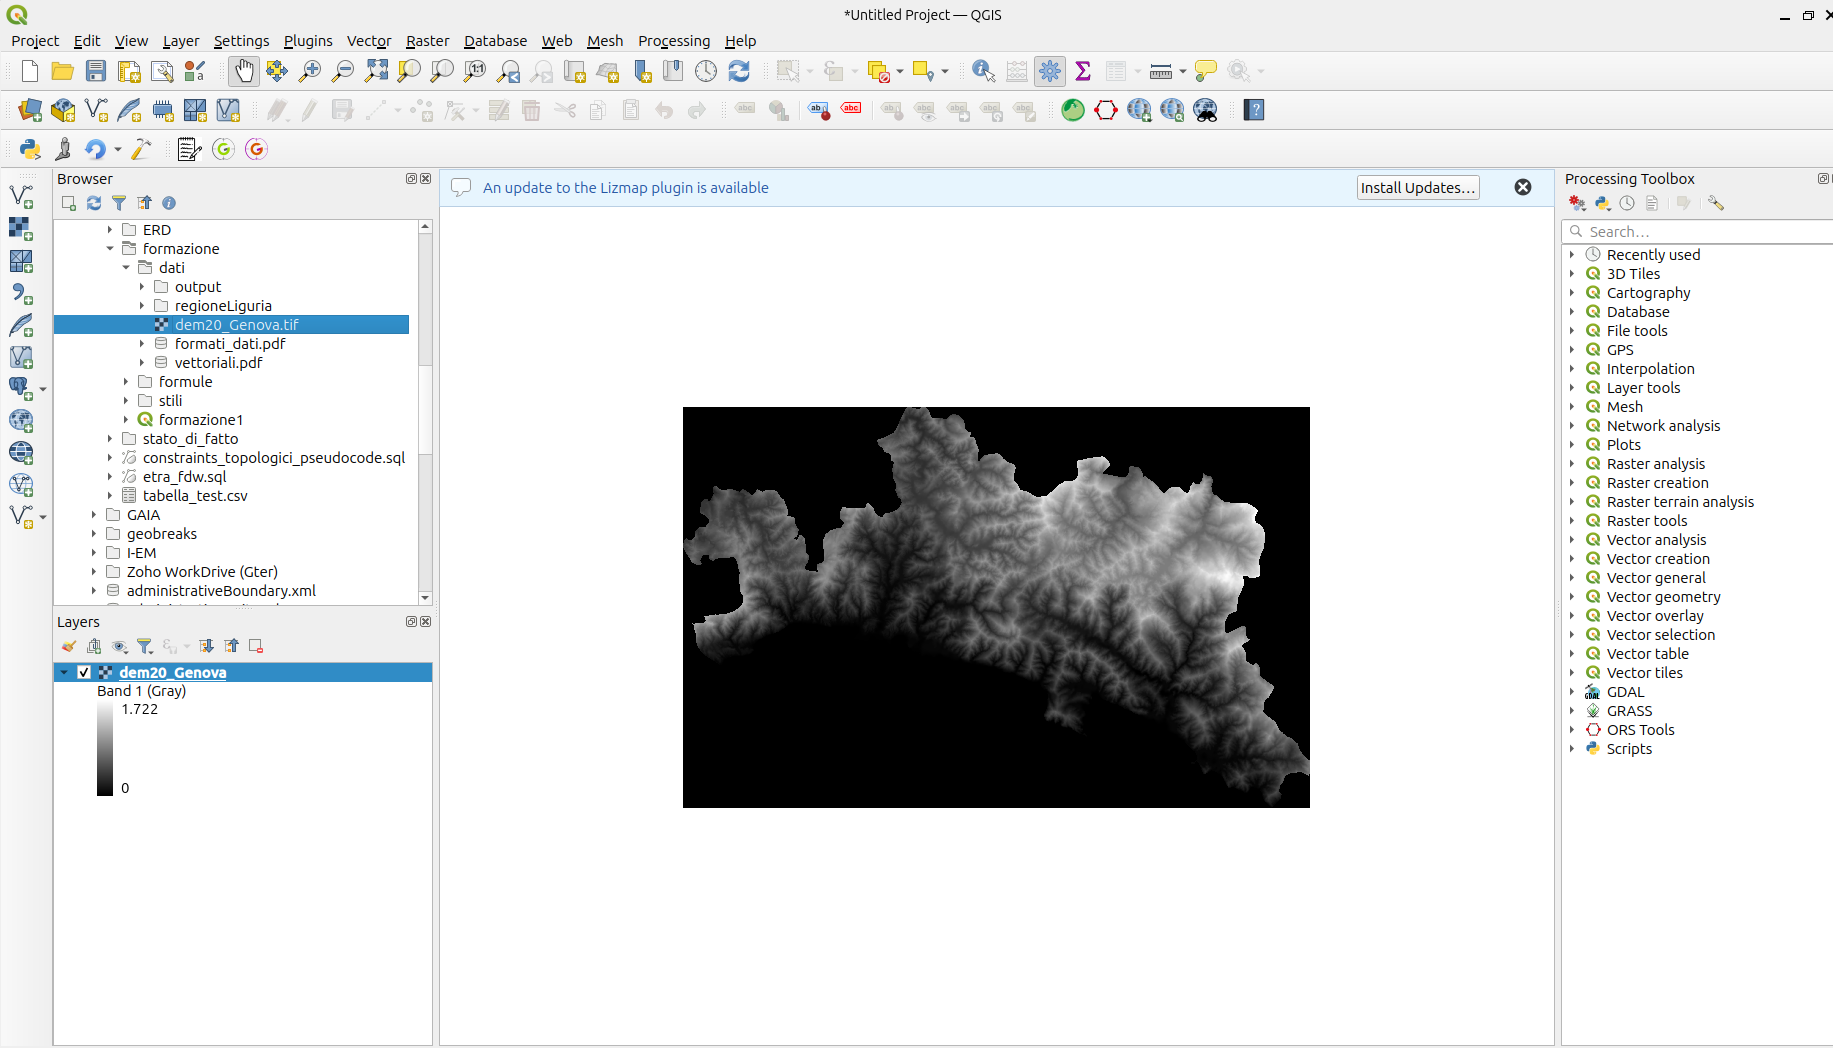 *Untitled Project — QGIS
Project Edit View Layer Settings Plugins Vector Raster Database Web Mesh Processing Help
Browser
ERD
formazione
dati
output
regioneLiguria
dem20_Genova.tif
formati_dati.pdf
vettoriali.pdf
formule
stili
formazione1
stato_di_fatto
constraints_topologici_pseudocode.sql
etra_fdw.sql
tabella_test.csv
GAIA
geobreaks
I-EM
Zoho WorkDrive (Gter)
administrativeBoundary.xml
Layers
dem20_Genova
Band 1 (Gray)
1.722
0
An update to the Lizmap plugin is available
Install Updates…
Processing Toolbox
Search…
Recently used
3D Tiles
Cartography
Database
File tools
GPS
Interpolation
Layer tools
Mesh
Network analysis
Plots
Raster analysis
Raster creation
Raster terrain analysis
Raster tools
Vector analysis
Vector creation
Vector general
Vector geometry
Vector overlay
Vector selection
Vector table
Vector tiles
GDAL
GRASS
ORS Tools
Scripts